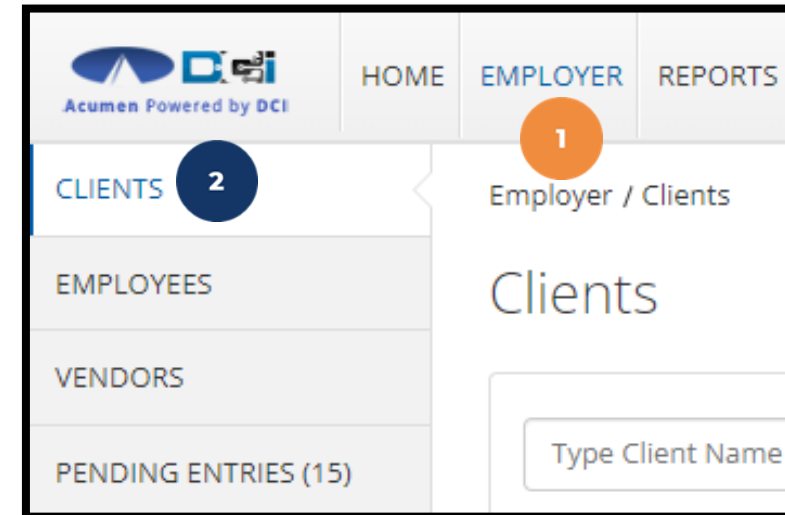 DCI
Acumen Powered by DCI
HOME EMPLOYER REPORTS
1
CLIENTS 2
Employer / Clients
EMPLOYEES
Clients
VENDORS
Type Client Name
PENDING ENTRIES (15)